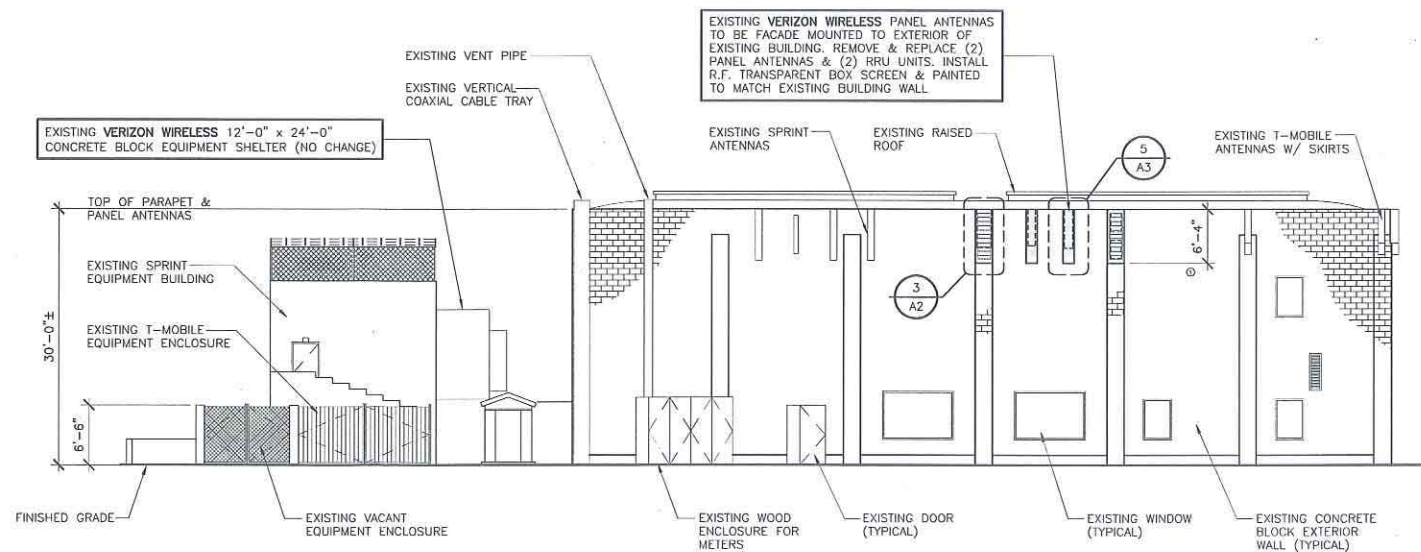 EXISTING VERIZON WIRELESS PANEL ANTENNAS
TO BE FACADE MOUNTED TO EXTERIOR OF
EXISTING BUILDING. REMOVE & REPLACE (2)
PANEL ANTENNAS & (2) RRU UNITS. INSTALL
R.F. TRANSPARENT BOX SCREEN & PAINTED
TO MATCH EXISTING BUILDING WALL
EXISTING VENT PIPE
EXISTING VERTICAL
COAXIAL CABLE TRAY
EXISTING VERIZON WIRELESS 12'-0" x 24'-0"
CONCRETE BLOCK EQUIPMENT SHELTER (NO CHANGE)
EXISTING SPRINT
ANTENNAS
EXISTING RAISED
ROOF
5
A3
EXISTING T-MOBILE
ANTENNAS W/ SKIRTS
TOP OF PARAPET &
PANEL ANTENNAS
EXISTING SPRINT
EQUIPMENT BUILDING
EXISTING T-MOBILE
EQUIPMENT ENCLOSURE
30'-0"±
6'-6"
3
A2
6'-4"
FINISHED GRADE
EXISTING VACANT
EQUIPMENT ENCLOSURE
EXISTING WOOD
ENCLOSURE FOR
METERS
EXISTING DOOR
(TYPICAL)
EXISTING WINDOW
(TYPICAL)
EXISTING CONCRETE
BLOCK EXTERIOR
WALL (TYPICAL)